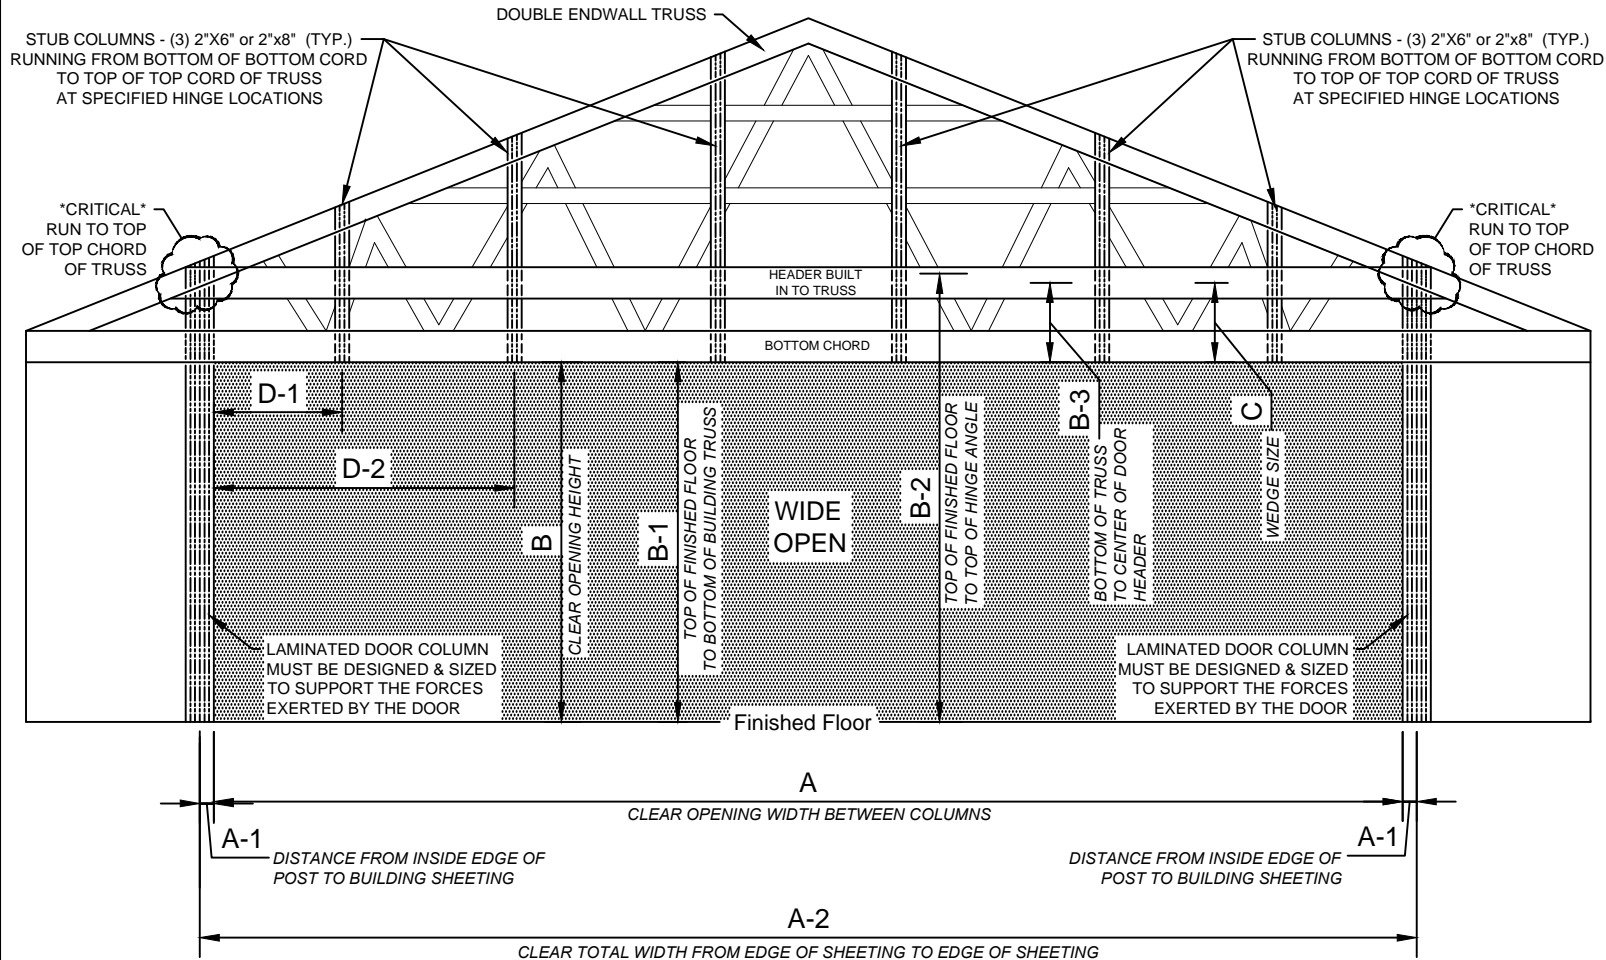 DOUBLE ENDWALL TRUSS
STUB COLUMNS - (3) 2"X6" or 2"x8" (TYP.)
RUNNING FROM BOTTOM OF BOTTOM CORD
TO TOP OF TOP CORD OF TRUSS
AT SPECIFIED HINGE LOCATIONS
STUB COLUMNS - (3) 2"X6" or 2"x8" (TYP.)
RUNNING FROM BOTTOM OF BOTTOM CORD
TO TOP OF TOP CORD OF TRUSS
AT SPECIFIED HINGE LOCATIONS
*CRITICAL*
RUN TO TOP
OF TOP CHORD
OF TRUSS
*CRITICAL*
RUN TO TOP
OF TOP CHORD
OF TRUSS
HEADER BUILT
IN TO TRUSS
BOTTOM CHORD
D-1
D-2
B
CLEAR OPENING HEIGHT
B-1
TOP OF FINISHED FLOOR
TO BOTTOM OF BUILDING TRUSS
WIDE
OPEN
B-2
TOP OF FINISHED FLOOR
TO TOP OF HINGE ANGLE
B-3
BOTTOM OF TRUSS
TO CENTER OF DOOR
HEADER
C
WEDGE SIZE
LAMINATED DOOR COLUMN
MUST BE DESIGNED & SIZED
TO SUPPORT THE FORCES
EXERTED BY THE DOOR
LAMINATED DOOR COLUMN
MUST BE DESIGNED & SIZED
TO SUPPORT THE FORCES
EXERTED BY THE DOOR
Finished Floor
A
CLEAR OPENING WIDTH BETWEEN COLUMNS
A-1
DISTANCE FROM INSIDE EDGE OF
POST TO BUILDING SHEETING
A-1
DISTANCE FROM INSIDE EDGE OF
POST TO BUILDING SHEETING
A-2
CLEAR TOTAL WIDTH FROM EDGE OF SHEETING TO EDGE OF SHEETING